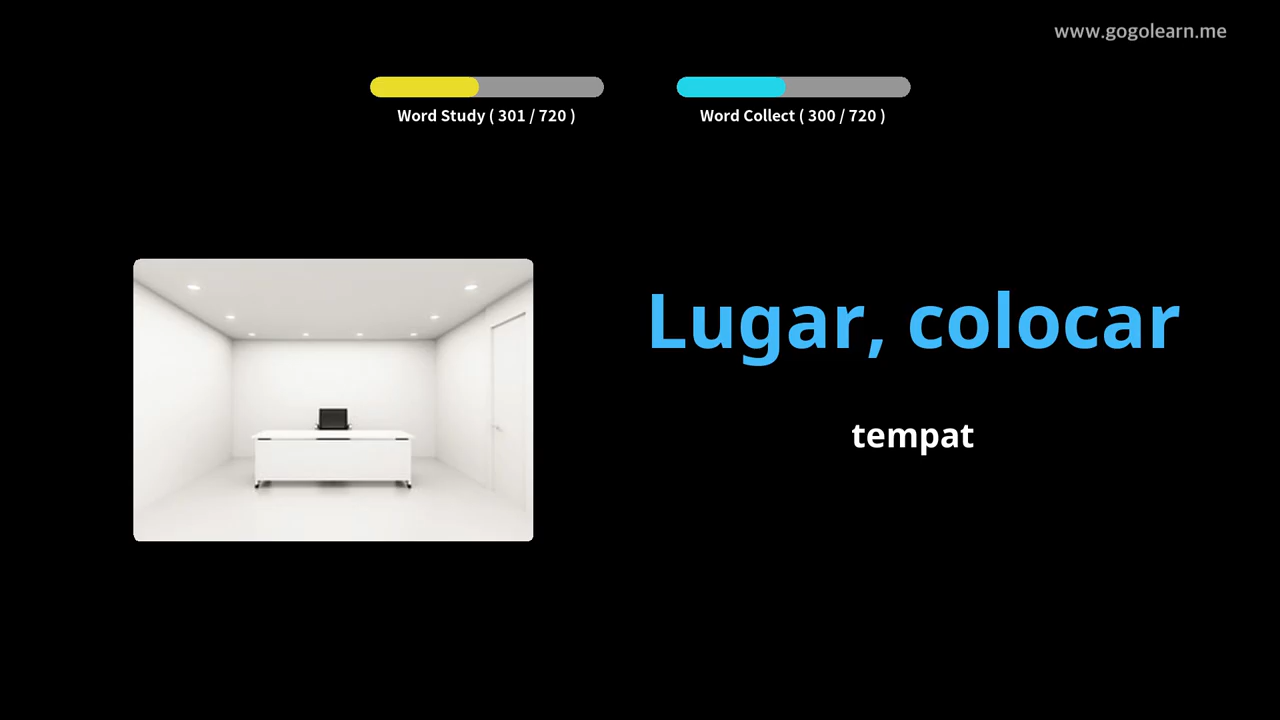 www.gogolearn.me
Word Study ( 301 / 720 )
Word Collect ( 300 / 720 )
Lugar, colocar
tempat